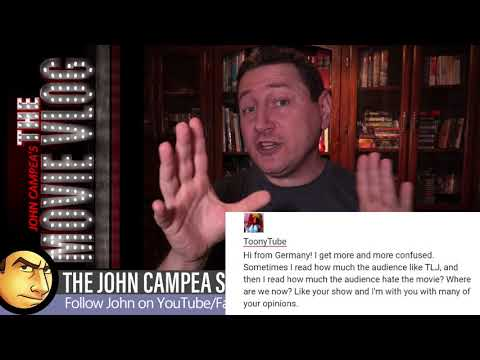 JOHN CAMPEA'S
THE
MOVIE VLOG
THE JOHN CAMPEA S
Follow John on YouTube/Fa
ToonyTube
Hi from Germany! I get more and more confused.
Sometimes I read how much the audience like TLJ, and
then I read how much the audience hate the movie? Where
are we now? Like your show and I'm with you with many of
your opinions.